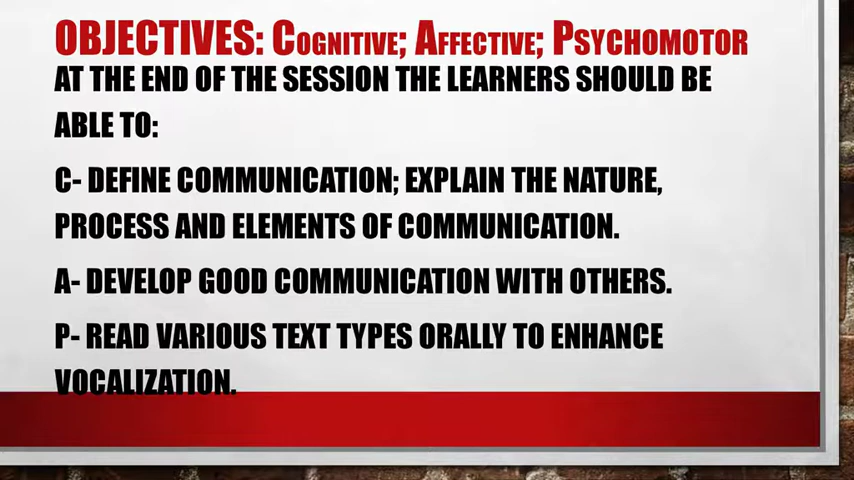 OBJECTIVES: COGNITIVE; AFFECTIVE; PSYCHOMOTOR
AT THE END OF THE SESSION THE LEARNERS SHOULD BE
ABLE TO:
C- DEFINE COMMUNICATION; EXPLAIN THE NATURE,
PROCESS AND ELEMENTS OF COMMUNICATION.
A- DEVELOP GOOD COMMUNICATION WITH OTHERS.
P- READ VARIOUS TEXT TYPES ORALLY TO ENHANCE
VOCALIZATION.